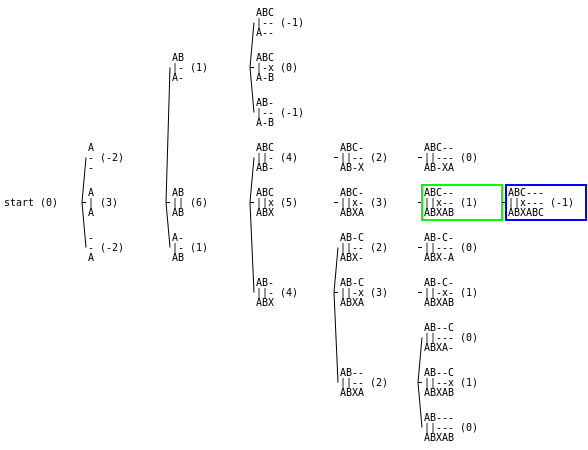 ABC
|-- (-1)
A--
AB
|- (1)
A-
ABC
|-x (0)
A-B
AB-
|-- (-1)
A-B
A
- (-2)
-
ABC
||- (4)
AB-
ABC-
||-- (2)
AB-X
ABC--
||--- (0)
AB-XA
start (0)
A
| (3)
A
AB
|| (6)
AB
ABC
||x (5)
ABX
ABC-
||x- (3)
ABXA
ABC--
||x-- (1)
ABXAB
ABC---
||x--- (-1)
ABXABC
-
- (-2)
A
A-
|- (1)
AB
AB-C
||-- (2)
ABX-
AB-C-
||--- (0)
ABX-A
AB-
||- (4)
ABX
AB-C
||-x (3)
ABXA
AB-C-
||-x- (1)
ABXAB
AB--C
||--- (0)
ABXA-
AB--
||-- (2)
ABXA
AB--C
||--x (1)
ABXAB
AB---
||--- (0)
ABXAB